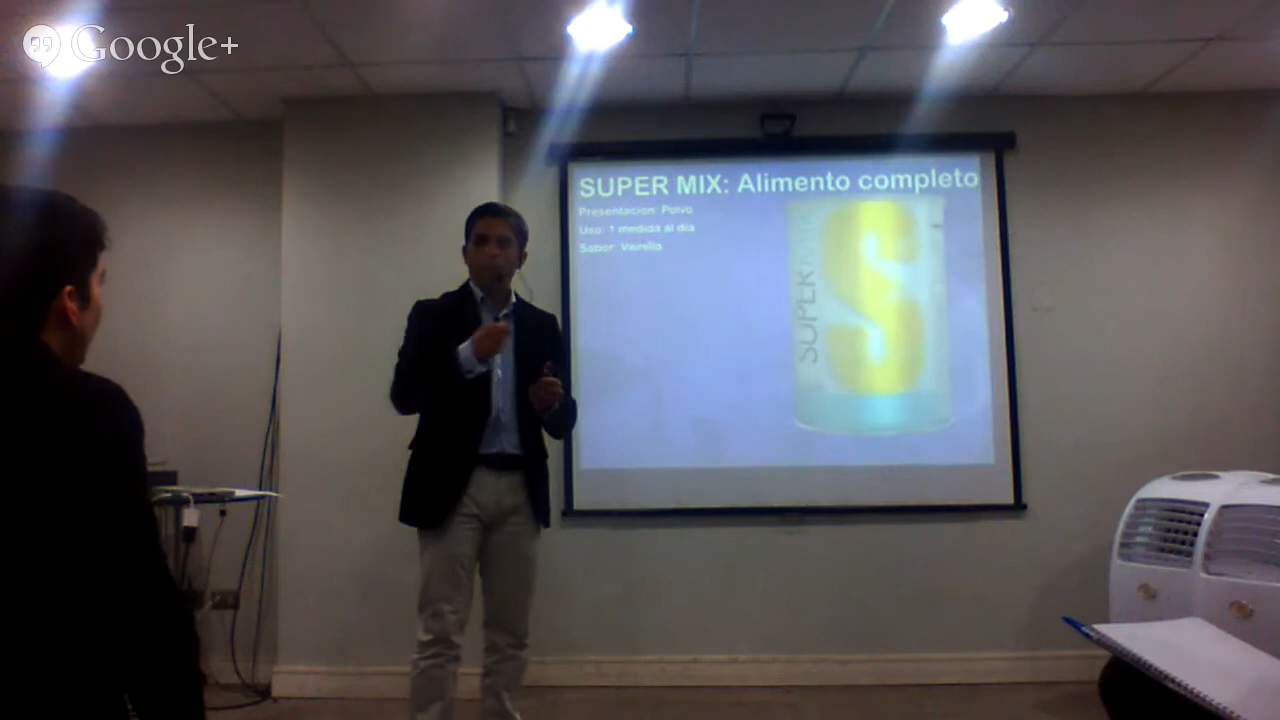 Google+
SUPER MIX: Alimento completo
Presentacion: Polvo
Uso: 1 medida al dia
Sabor: Vainilla
SUPER
S